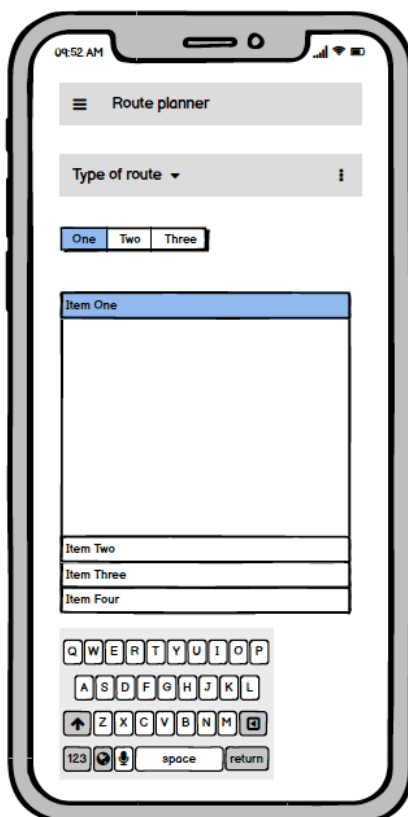 09:52 AM
Route planner
Type of route
One Two Three
Item One
Item Two
Item Three
Item Four
Q W E R T Y U I O P
A S D F G H J K L
Z X C V B N M
123 space return